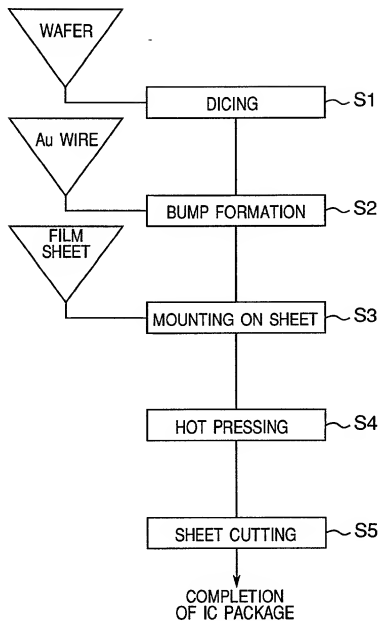 WAFER
DICING S1
Au WIRE
BUMP FORMATION S2
FILM
SHEET
MOUNTING ON SHEET S3
HOT PRESSING S4
SHEET CUTTING S5
COMPLETION
OF IC PACKAGE